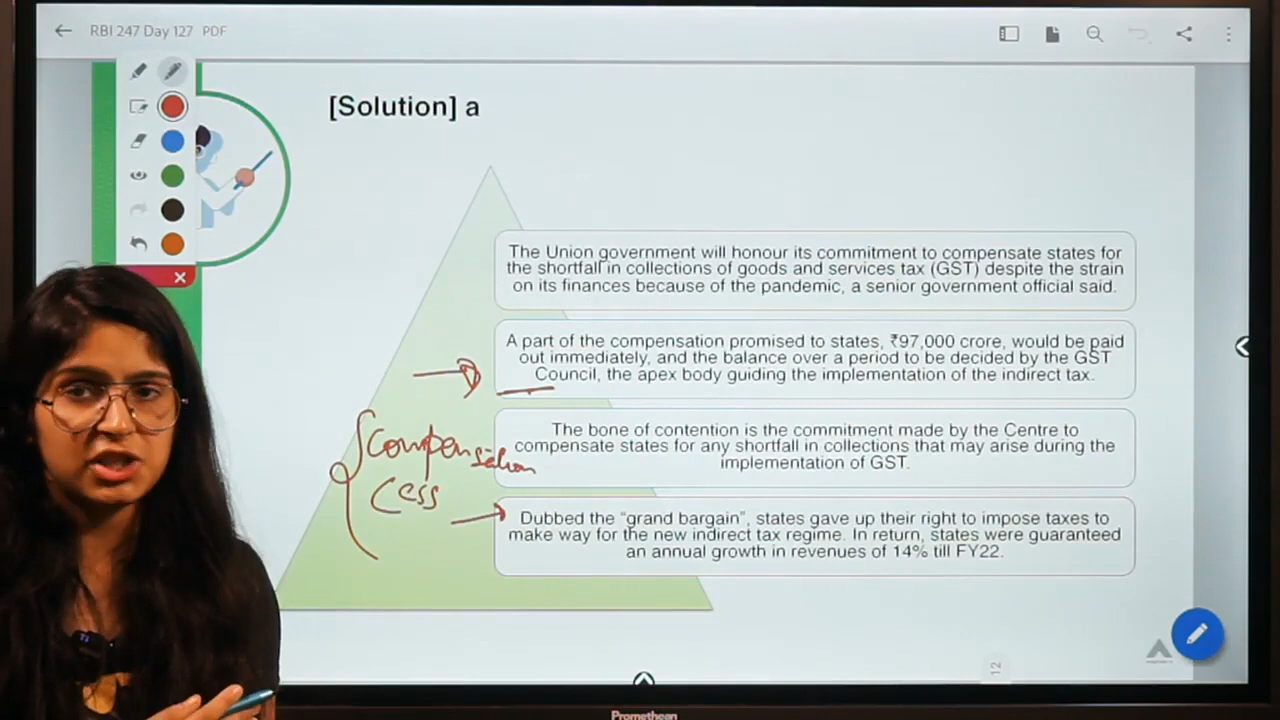 RBI 247 Day 127 PDF
[Solution] a
The Union government will honour its commitment to compensate states for
the shortfall in collections of goods and services tax (GST) despite the strain
on its finances because of the pandemic, a senior government official said.
A part of the compensation promised to states, ₹97,000 crore, would be paid
out immediately, and the balance over a period to be decided by the GST
Council, the apex body guiding the implementation of the indirect tax.
The bone of contention is the commitment made by the Centre to
compensate states for any shortfall in collections that may arise during the
implementation of GST.
Compensation
Cess
Dubbed the “grand bargain”, states gave up their right to impose taxes to
make way for the new indirect tax regime. In return, states were guaranteed
an annual growth in revenues of 14% till FY22.
12
Promethean